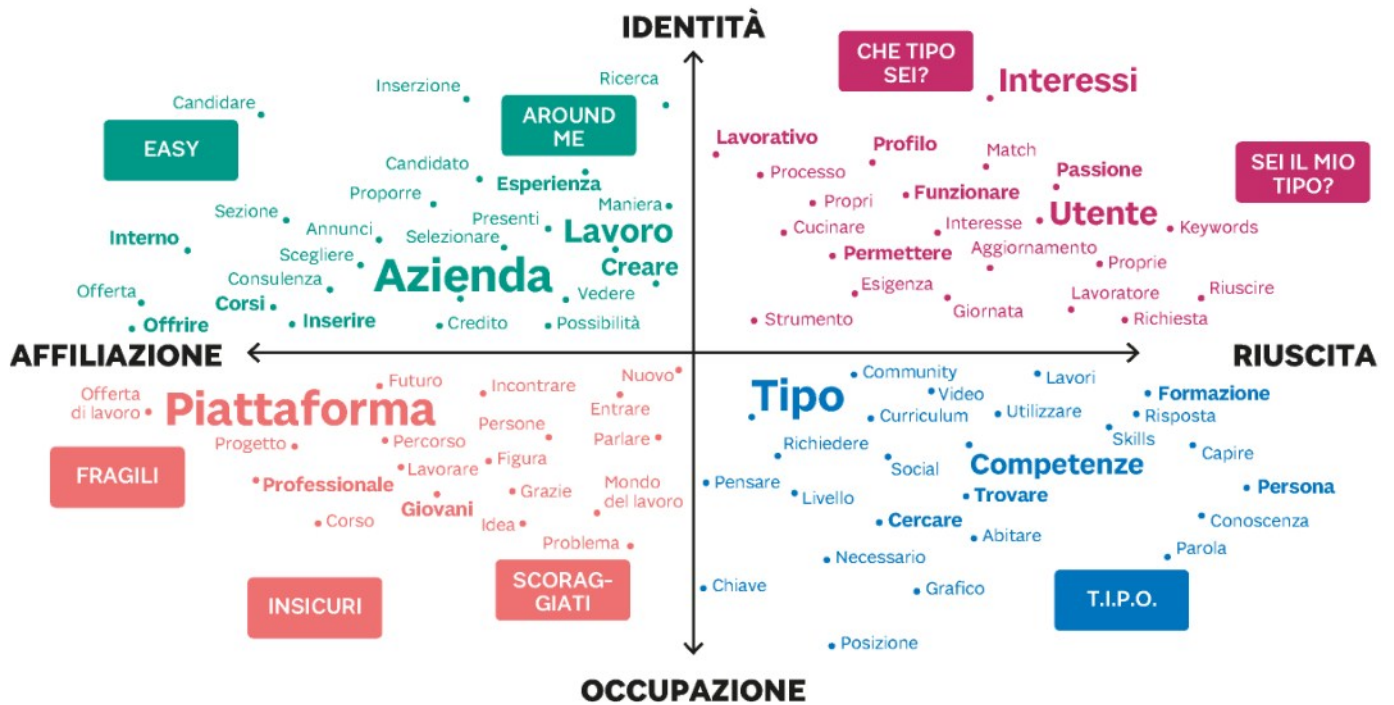 IDENTITÀ
CHE TIPO
SEI?
Interessi
Ricerca
Inserzione
Candidare
AROUND
ME
EASY
Lavorativo
Profilo
Match
SEI IL MIO
TIPO?
Candidato
Esperienza
Processo
Passione
Proporre
Funzionare
Maniera
Propri
Sezione
Presenti
Utente
Annunci
Selezionare
Lavoro
Cucinare
Interesse
Keywords
Interno
Scegliere
Permettere
Aggiornamento
Proprie
Azienda
Creare
Consulenza
Esigenza
Riuscire
Offerta
Corsi
Vedere
Lavoratore
Giornata
Offrire
Inserire
Credito
Possibilità
Strumento
Richiesta
AFFILIAZIONE
RIUSCITA
Nuovo
Community
Lavori
Futuro
Incontrare
Offerta
di lavoro
Piattaforma
Entrare
Tipo
Video
Formazione
Curriculum
Utilizzare
Risposta
Persone
Progetto
Percorso
Parlare
Richiedere
Skills
Capire
Figura
Lavorare
Social
Competenze
FRAGILI
Professionale
Grazie
Mondo
del lavoro
Pensare
Livello
Trovare
Persona
Giovani
Corso
Idea
Cercare
Conoscenza
Problema
Abitare
Parola
Necessario
SCORAG-
GIATI
Chiave
Grafico
T.I.P.O.
INSICURI
Posizione
OCCUPAZIONE